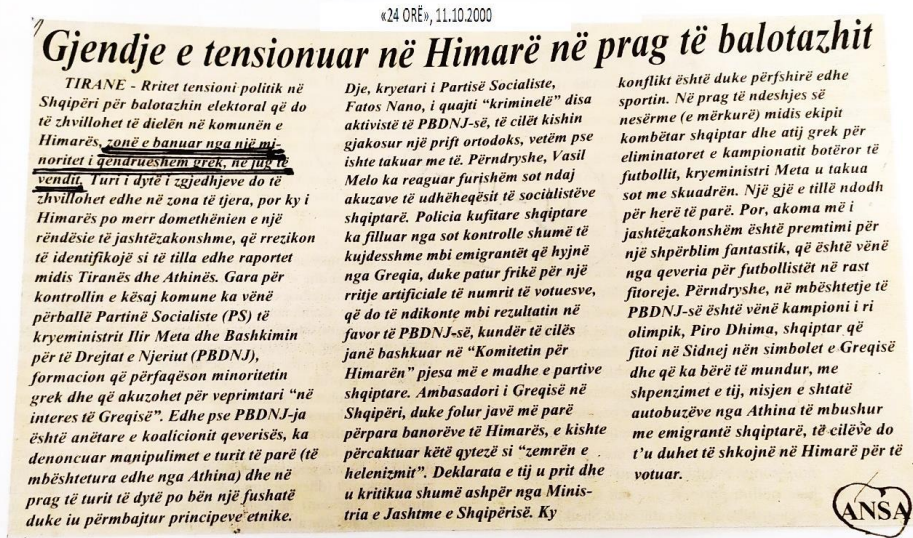 «24 ORË», 11.10.2000
Gjendje e tensionuar në Himarë në prag të balotazhit
TIRANE - Rritet tensioni politik në
Shqipëri për balotazhin elektoral që do
të zhvillohet të dielën në komunën e
Himarës, zonë e banuar nga një mi-
noritet i qendrueshem grek, në jug të
vendit. Turi i dytë i zgjedhjeve do të
zhvillohet edhe në zona të tjera, por ky i
Himarës po merr domethënien e një
rëndësie të jashtëzakonshme, që rrezikon
të identifikojë si të tilla edhe raportet
midis Tiranës dhe Athinës. Gara për
kontrollin e kësaj komune ka vënë
përballë Partinë Socialiste (PS) të
kryeministrit Ilir Meta dhe Bashkimin
për të Drejtat e Njeriut (PBDNJ),
formacion që përfaqëson minoritetin
grek dhe që akuzohet për veprimtari “në
interes të Greqisë”. Edhe pse PBDNJ-ja
është anëtare e koalicionit qeverisës, ka
denoncuar manipulimet e turit të parë (të
mbështetura edhe nga Athina) dhe në
prag të turit të dytë po bën një fushatë
duke iu përmbajtur principeve etnike.
Dje, kryetari i Partisë Socialiste,
Fatos Nano, i quajti “kriminelë” disa
aktivistë të PBDNJ-së, të cilët kishin
gjakosur një prift ortodoks, vetëm pse
ishte takuar me të. Përndryshe, Vasil
Melo ka reaguar furishëm sot ndaj
akuzave të udhëheqësit të socialistëve
shqiptarë. Policia kufitare shqiptare
ka filluar nga sot kontrolle shumë të
kujdesshme mbi emigrantët që hyjnë
nga Greqia, duke patur frikë për një
rritje artificiale të numrit të votuesve,
që do të ndikonte mbi rezultatin në
favor të PBDNJ-së, kundër të cilës
janë bashkuar në “Komitetin për
Himarën” pjesa më e madhe e partive
shqiptare. Ambasadori i Greqisë në
Shqipëri, duke folur javë më parë
përpara banorëve të Himarës, e kishte
përcaktuar këtë qytezë si “zemrën e
helenizmit”. Deklarata e tij u prit dhe
u kritikua shumë ashpër nga Minis-
tria e Jashtme e Shqipërisë. Ky
konflikt është duke përfshirë edhe
sportin. Në prag të ndeshjes së
nesërme (e mërkurë) midis ekipit
kombëtar shqiptar dhe atij grek për
eliminatoret e kampionatit botëror të
futbollit, kryeministri Meta u takua
sot me skuadrën. Një gjë e tillë ndodh
për herë të parë. Por, akoma më i
jashtëzakonshëm është premtimi për
një shpërblim fantastik, që është vënë
nga qeveria për futbollistët në rast
fitoreje. Përndryshe, në mbështetje të
PBDNJ-së është vënë kampioni i ri
olimpik, Piro Dhima, shqiptar që
fitoi në Sidnej nën simbolet e Greqisë
dhe që ka bërë të mundur, me
shpenzimet e tij, nisjen e shtatë
autobuzëve nga Athina të mbushur
me emigrantë shqiptarë, të cilëve do
t’u duhet të shkojnë në Himarë për të
votuar.
ANSA